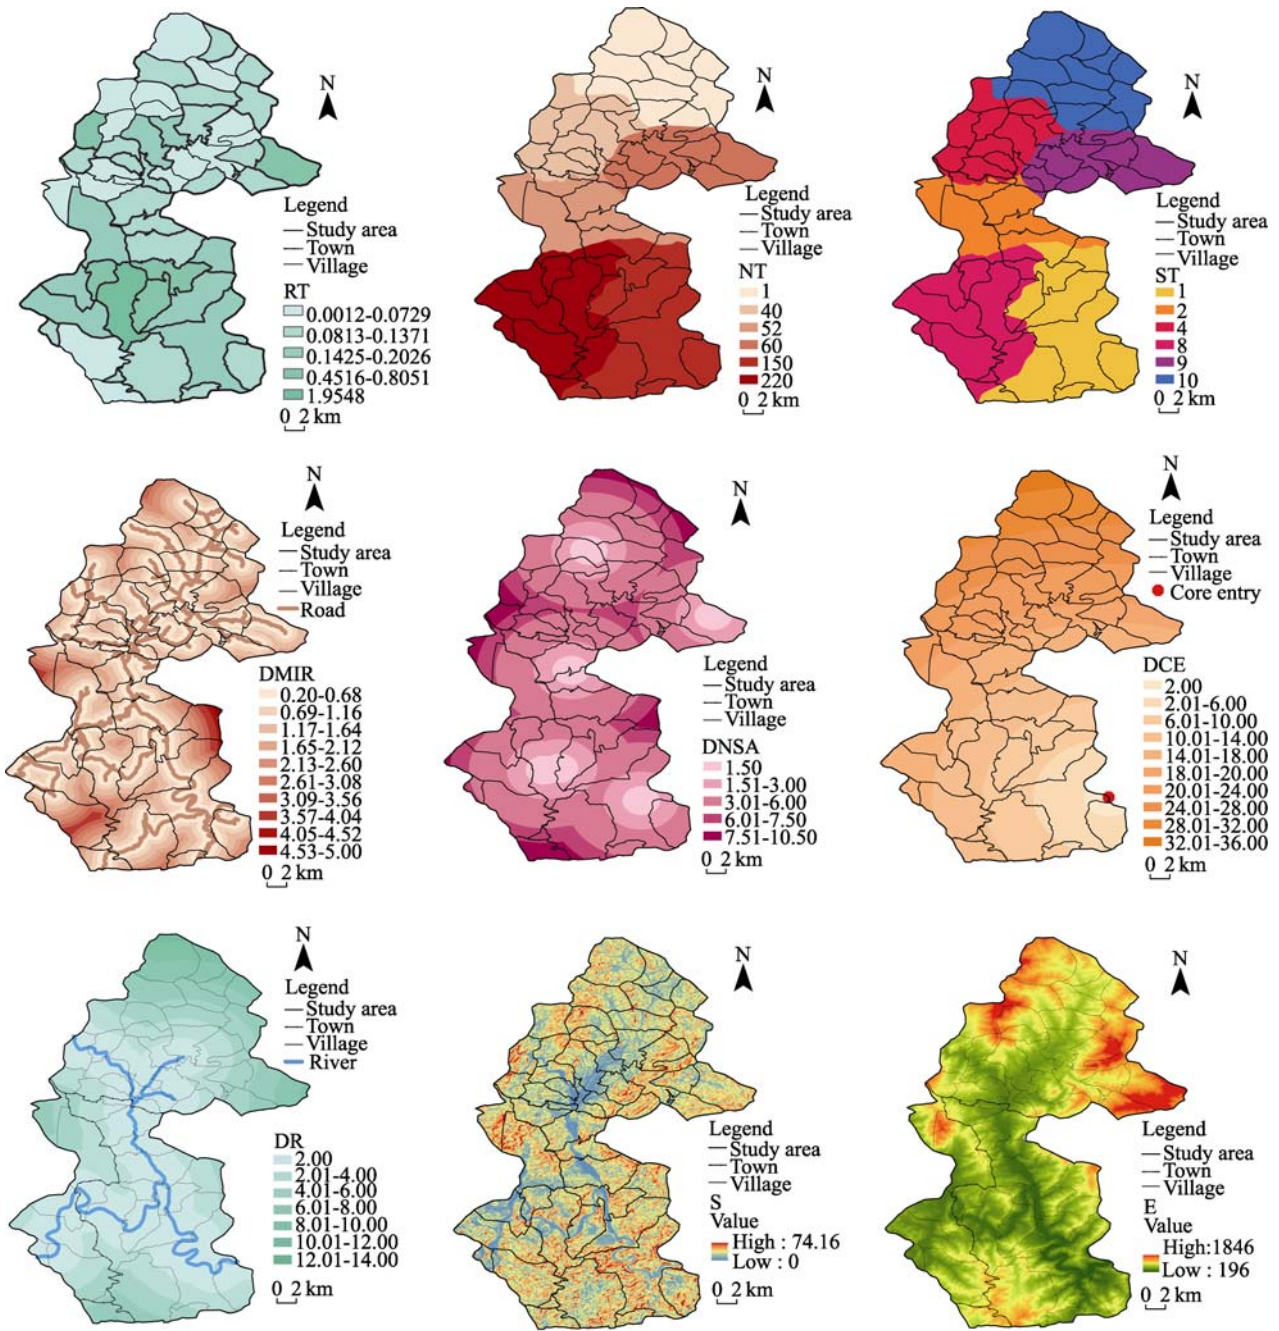 N
Legend
Study area
Town
Village
RT
0.0012-0.0729
0.0813-0.1371
0.1425-0.2026
0.4516-0.8051
1.9548
0 2 km
N
Legend
Study area
Town
Village
NT
1
40
52
60
150
220
0 2 km
N
Legend
Study area
Town
Village
ST
1
2
4
8
9
10
0 2 km
N
Legend
Study area
Town
Village
Road
DMIR
0.20-0.68
0.69-1.16
1.17-1.64
1.65-2.12
2.13-2.60
2.61-3.08
3.09-3.56
3.57-4.04
4.05-4.52
4.53-5.00
0 2 km
N
Legend
Study area
Town
Village
DNSA
1.50
1.51-3.00
3.01-6.00
6.01-7.50
7.51-10.50
0 2 km
N
Legend
Study area
Town
Village
Core entry
DCE
2.00
2.01-6.00
6.01-10.00
10.01-14.00
14.01-18.00
18.01-20.00
20.01-24.00
24.01-28.00
28.01-32.00
32.01-36.00
0 2 km
N
Legend
Study area
Town
Village
River
DR
2.00
2.01-4.00
4.01-6.00
6.01-8.00
8.01-10.00
10.01-12.00
12.01-14.00
0 2 km
N
Legend
Study area
Town
Village
S
Value
High : 74.16
Low : 0
0 2 km
N
Legend
Study area
Town
Village
E
Value
High:1846
Low : 196
0 2 km